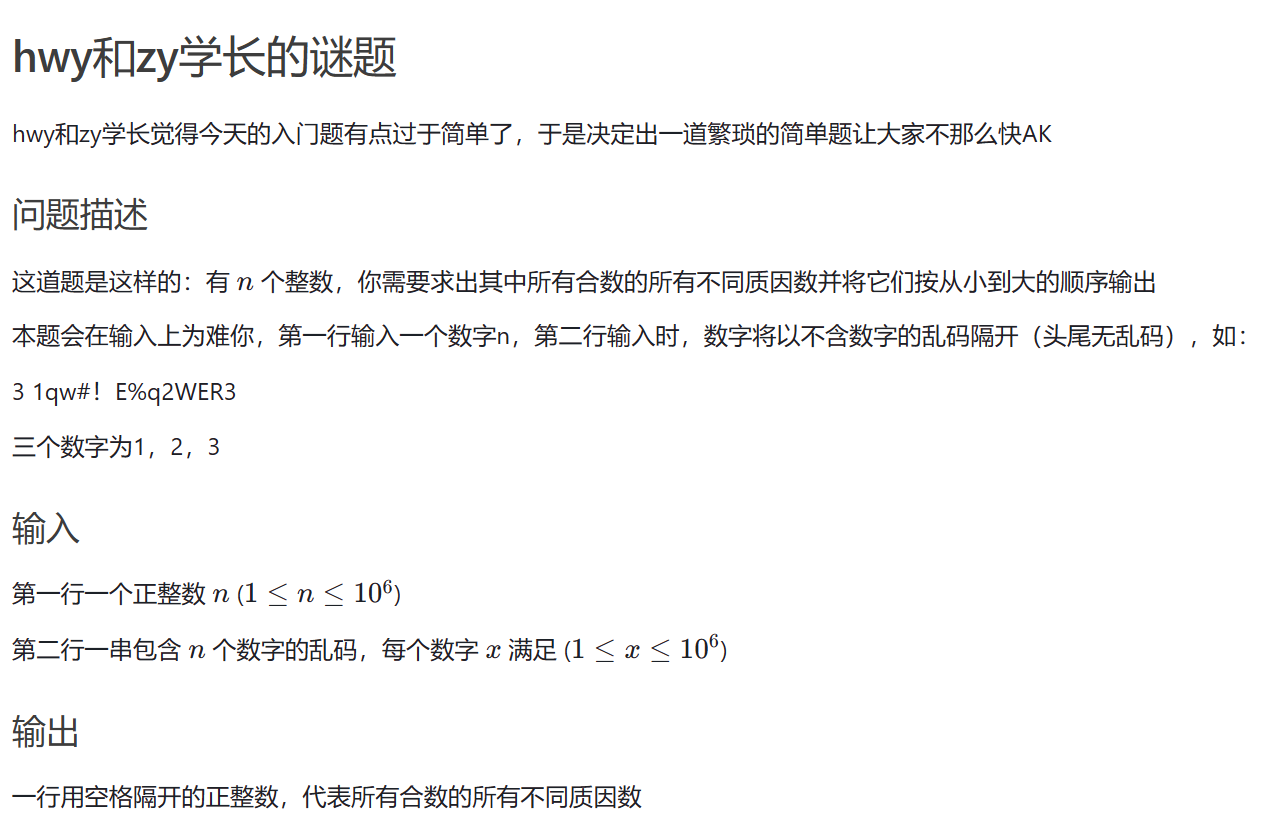 hwy和zy学长的谜题
hwy和zy学长觉得今天的入门题有点过于简单了，于是决定出一道繁琐的简单题让大家不那么快AK
问题描述
这道题是这样的：有 n 个整数，你需要求出其中所有合数的所有不同质因数并将它们按从小到大的顺序输出
本题会在输入上为难你，第一行输入一个数字n，第二行输入时，数字将以不含数字的乱码隔开（头尾无乱码），如：
3 1qw#！E%q2WER3
三个数字为1，2，3
输入
第一行一个正整数 n (1 ≤ n ≤ 10⁶)
第二行一串包含 n 个数字的乱码，每个数字 x 满足 (1 ≤ x ≤ 10⁶)
输出
一行用空格隔开的正整数，代表所有合数的所有不同质因数